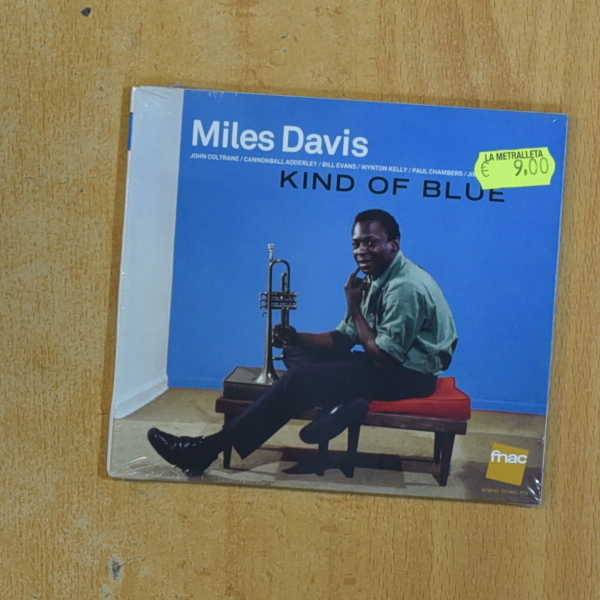 Miles Davis
JOHN COLTRANE / CANNONBALL ADDERLEY / BILL EVANS / WYNTON KELLY / PAUL CHAMBERS /
KIND OF BLUE
LA METRALLETA
€ 9,00
fnac